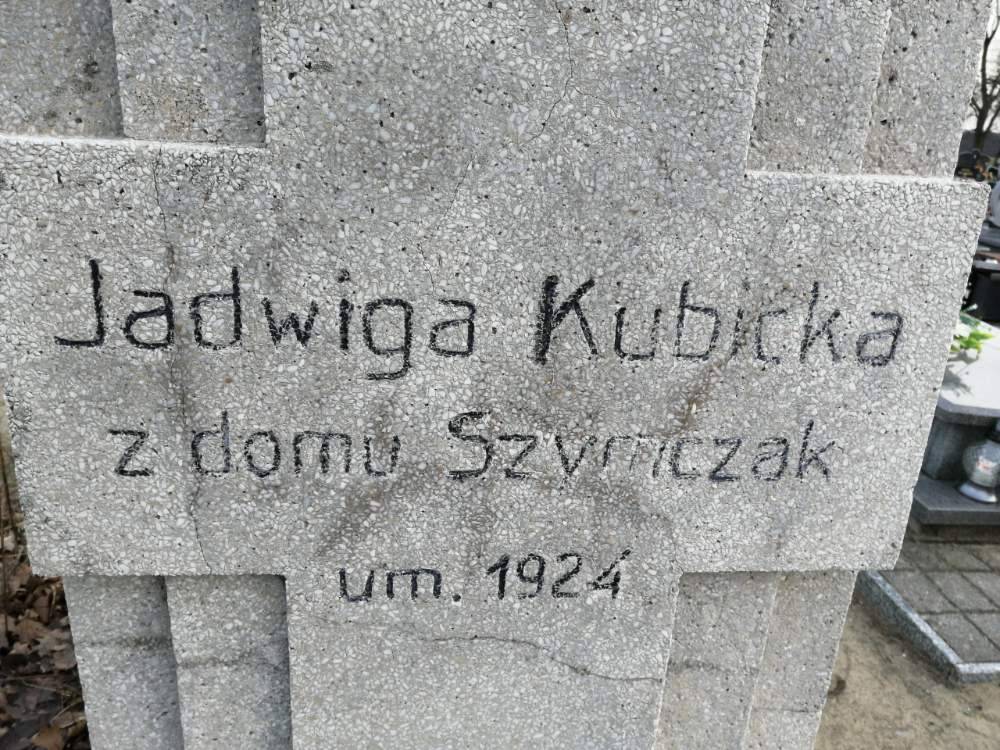 Jadwiga Kubicka
z domu Szymczak
um. 1924